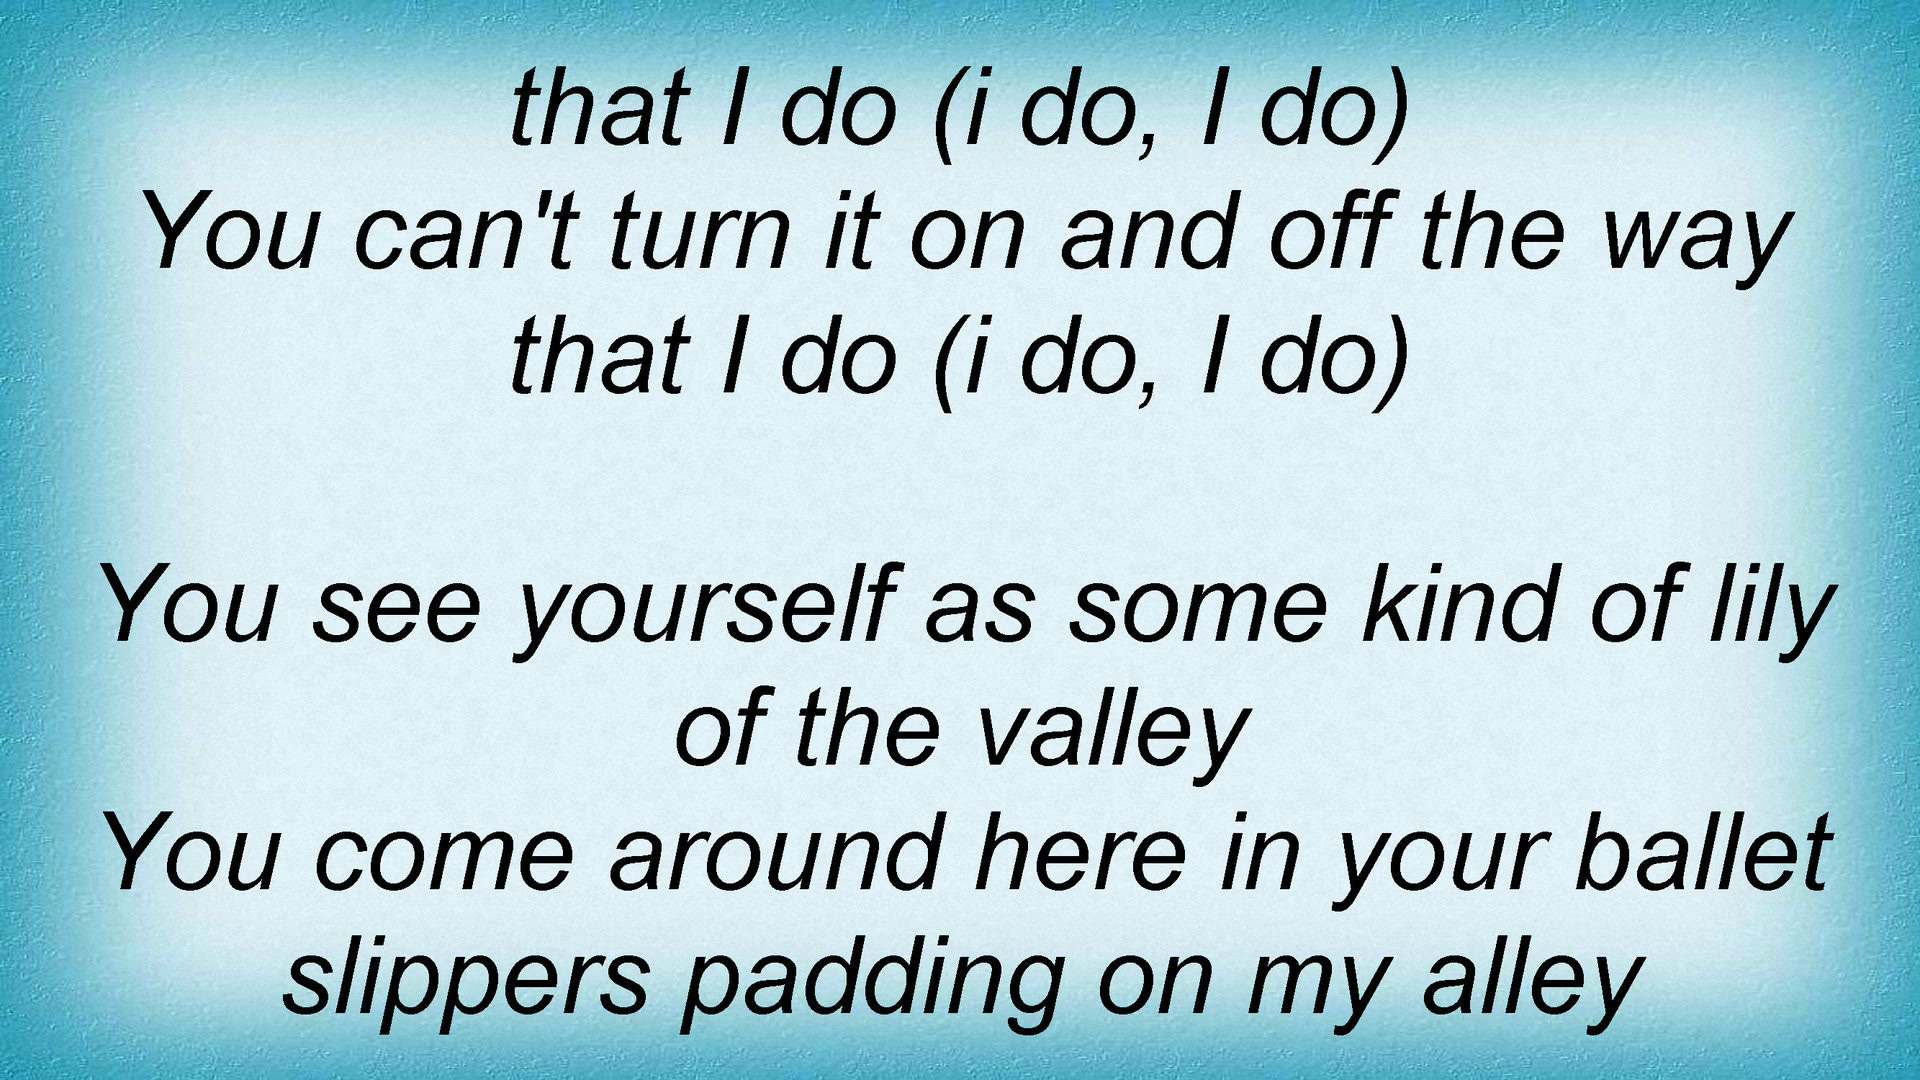 that I do (i do, I do)
You can't turn it on and off the way
that I do (i do, I do)
You see yourself as some kind of lily
of the valley
You come around here in your ballet
slippers padding on my alley